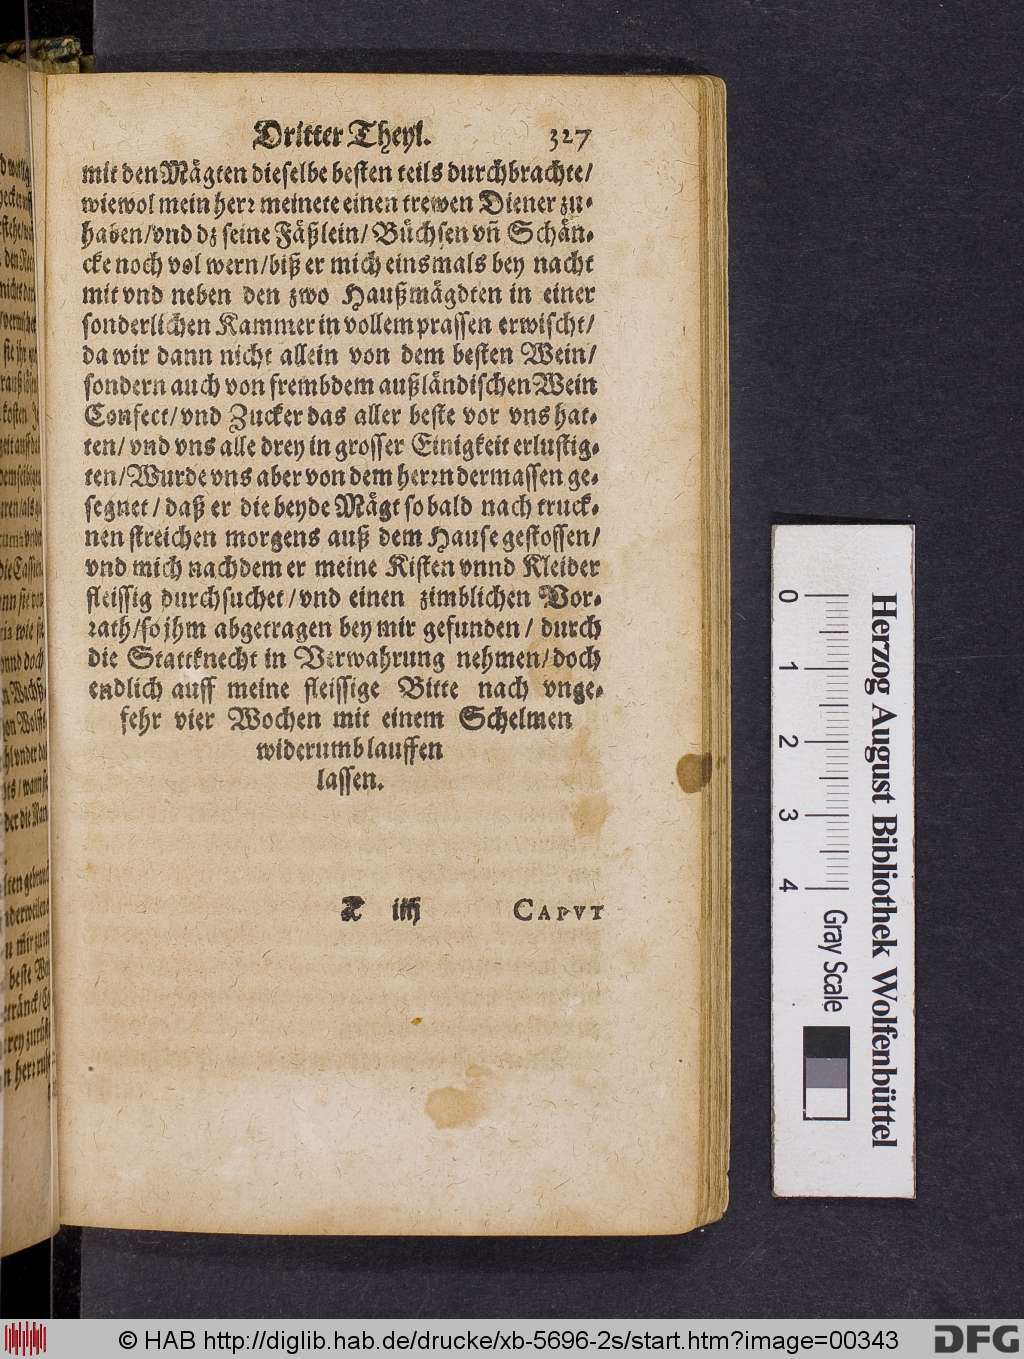 Dritter Theyl. 327
mit den Mägten dieselbe besten teils durchbrachte/
wiewol mein herꝛ meinete einen trewen Diener zu-
haben/vnd dz seine Fäßlein/Büchsen vn̄ Schän-
cke noch vol wern/biß er mich einsmals bey nacht
mit vnd neben den zwo Haußmägdten in einer
sonderlichen Kammer in vollem prassen erwischt/
da wir dann nicht allein von dem besten Wein/
sondern auch von frembdem außländischen Wein
Confect/vnd Zucker das aller beste vor vns hat-
ten/vnd vns alle drey in grosser Einigkeit erlustig-
ten/Wurde vns aber von dem herꝛn dermassen ge-
segnet/daß er die beyde Mägt so bald nach truck-
nen streichen morgens auß dem Hause gestossen/
vnd mich nachdem er meine Kisten vnnd Kleider
fleissig durchsuchet/vnd einen zimblichen Vor-
rath/so jhm abgetragen bey mir gefunden/durch
die Stattknecht in Verwahrung nehmen/doch
endlich auff meine fleissige Bitte nach vnge-
fehr vier Wochen mit einem Schelmen
widerumb lauffen
lassen.
X iiij CAPVT
0 1 2 3 4
Gray Scale
Herzog August Bibliothek Wolfenbüttel
© HAB http://diglib.hab.de/drucke/xb-5696-2s/start.htm?image=00343
DFG